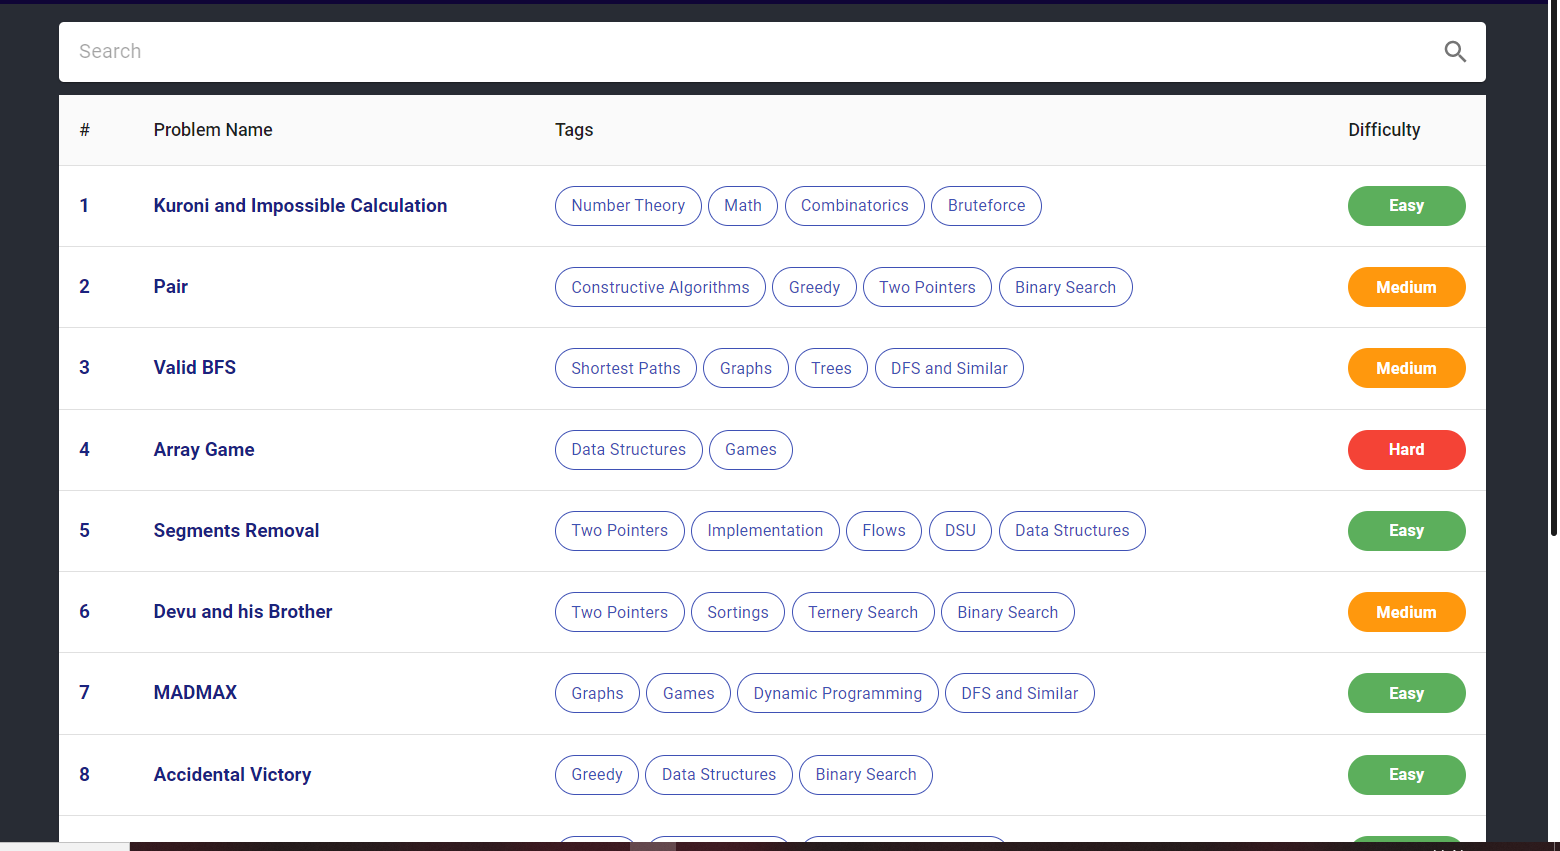 Search
# Problem Name Tags Difficulty
1 Kuroni and Impossible Calculation Number Theory Math Combinatorics Bruteforce Easy
2 Pair Constructive Algorithms Greedy Two Pointers Binary Search Medium
3 Valid BFS Shortest Paths Graphs Trees DFS and Similar Medium
4 Array Game Data Structures Games Hard
5 Segments Removal Two Pointers Implementation Flows DSU Data Structures Easy
6 Devu and his Brother Two Pointers Sortings Ternery Search Binary Search Medium
7 MADMAX Graphs Games Dynamic Programming DFS and Similar Easy
8 Accidental Victory Greedy Data Structures Binary Search Easy